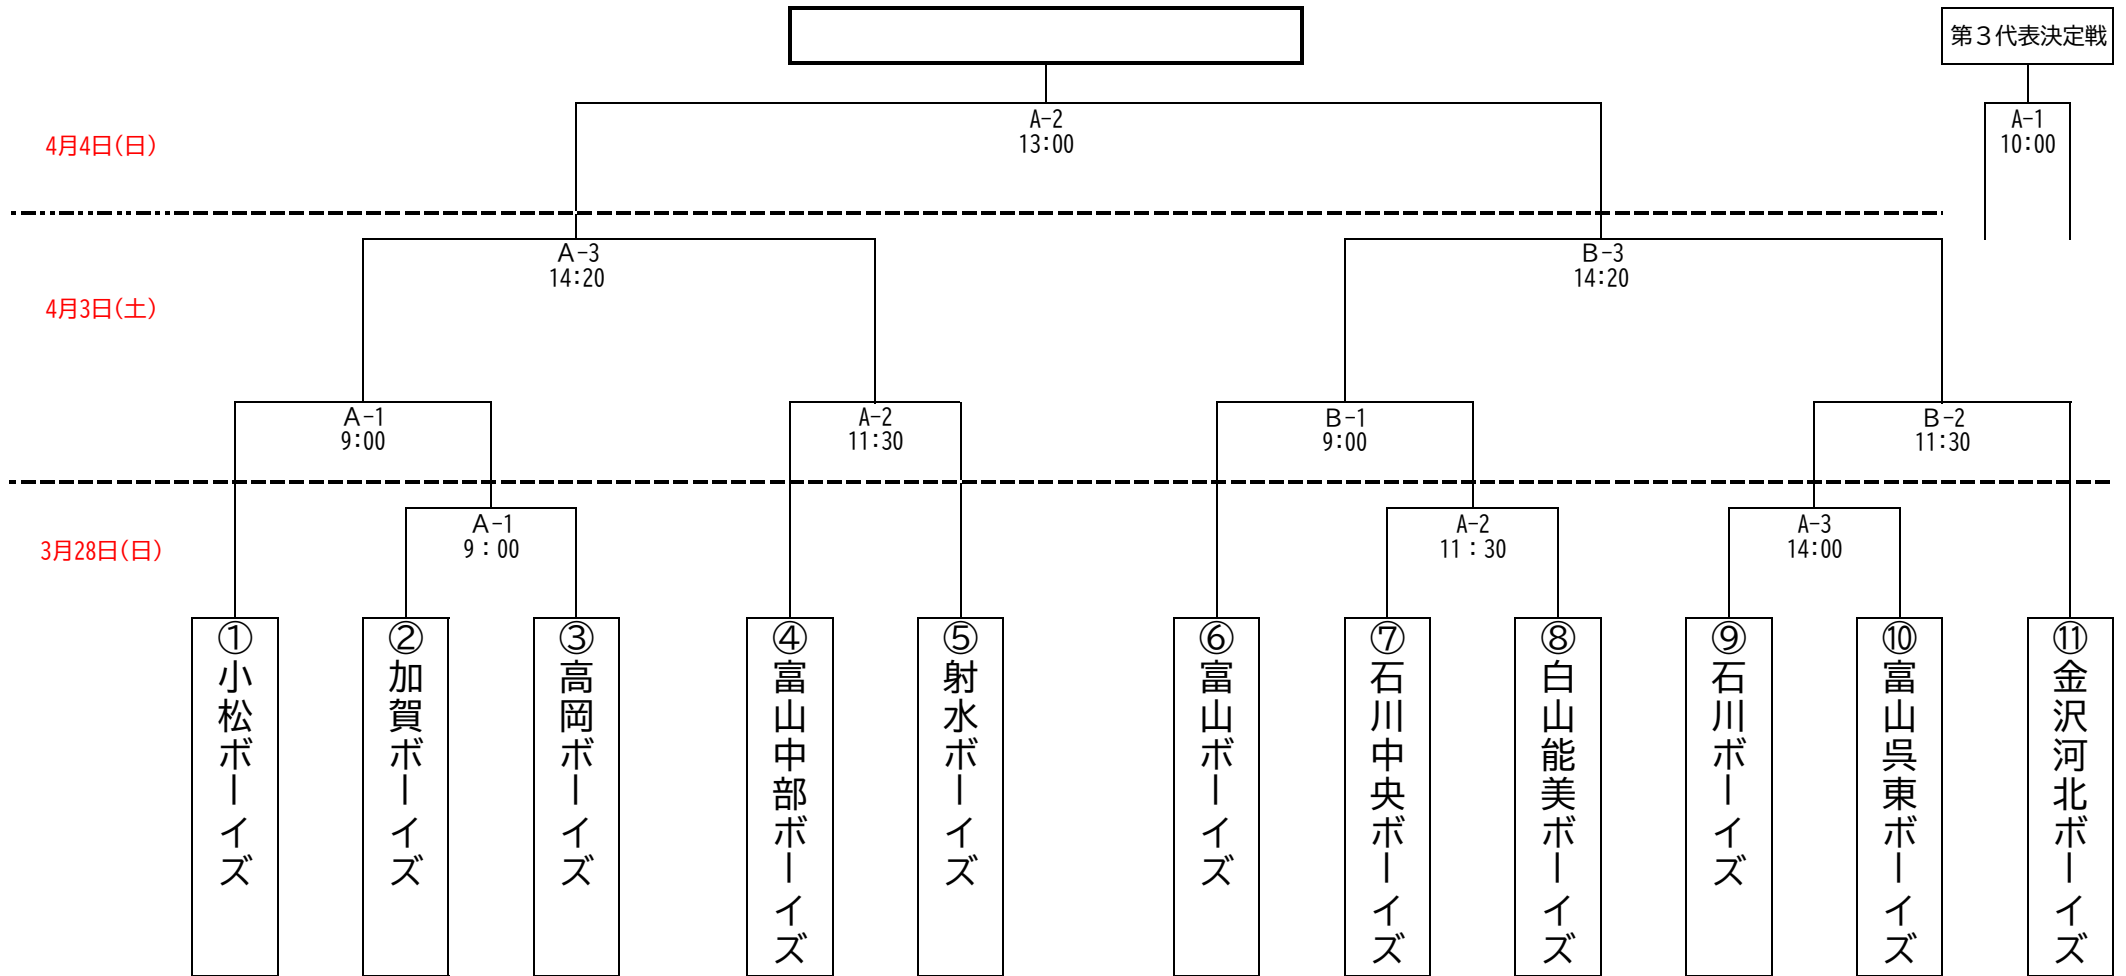 第３代表決定戦
A-2
13:00
A-1
10:00
4月4日(日)
A-3
14:20
B-3
14:20
4月3日(土)
A-1
9:00
A-2
11:30
B-1
9:00
B-2
11:30
A-1
9：00
A-2
11：30
A-3
14:00
3月28日(日)
①小松ボーイズ
②加賀ボーイズ
③高岡ボーイズ
④富山中部ボーイズ
⑤射水ボーイズ
⑥富山ボーイズ
⑦石川中央ボーイズ
⑧白山能美ボーイズ
⑨石川ボーイズ
⑩富山呉東ボーイズ
⑪金沢河北ボーイズ